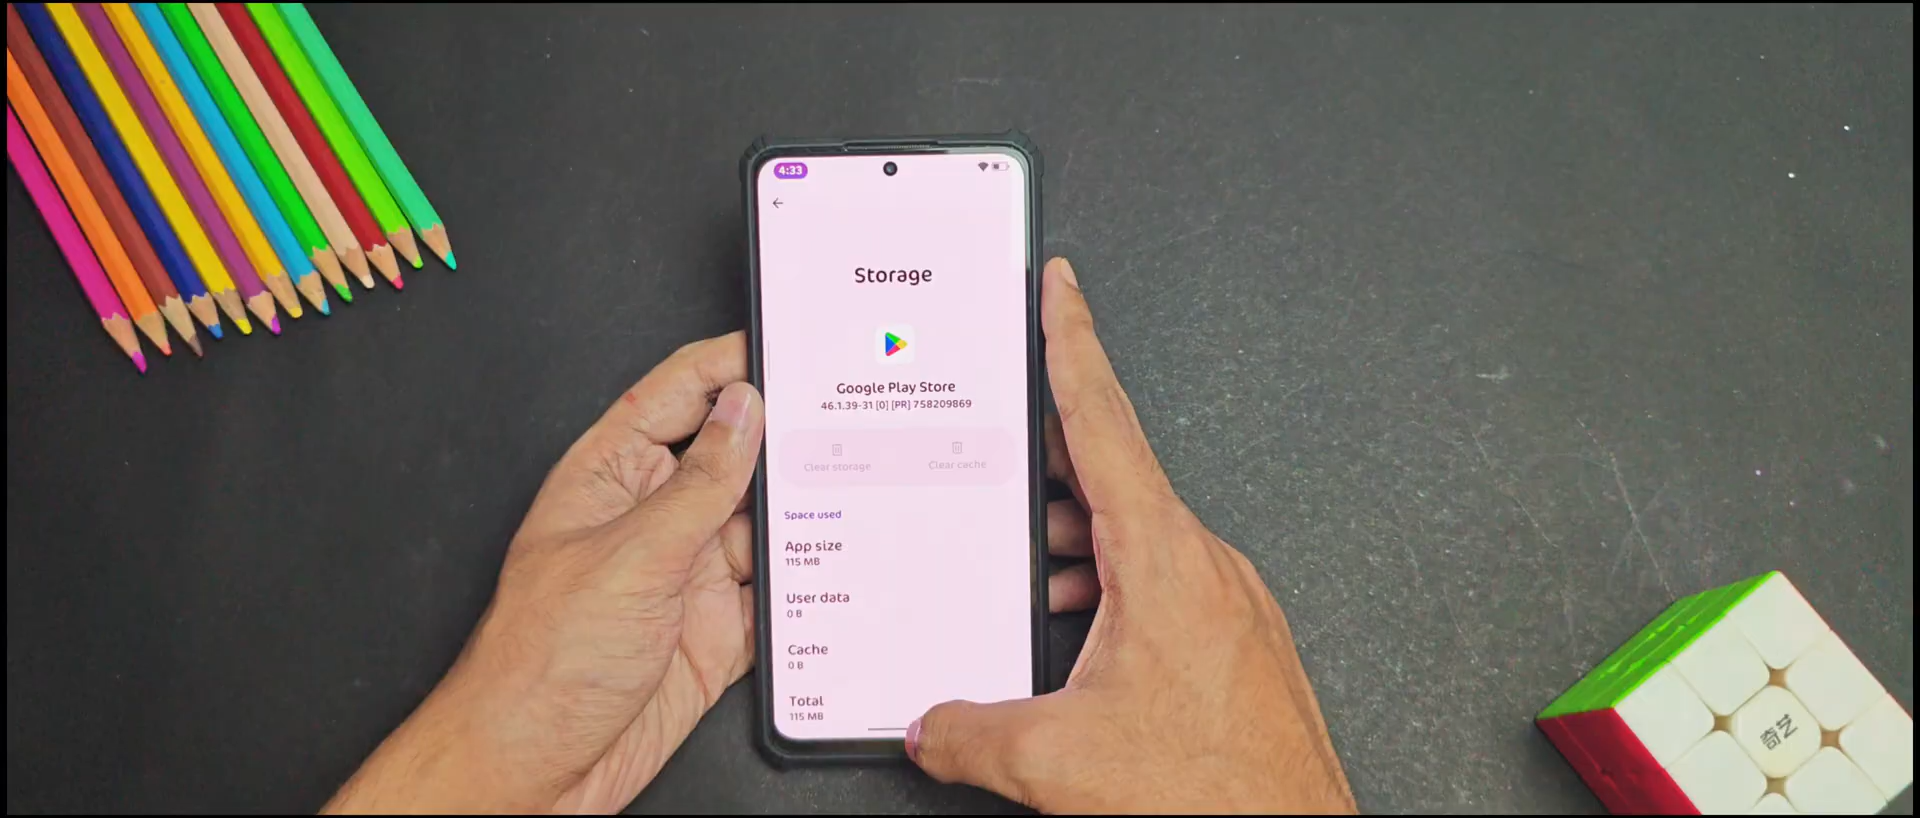 4:33
Storage
Google Play Store
46.1.39-31 [0] [PR] 758209869
Clear storage
Clear cache
Space used
App size
115 MB
User data
0 B
Cache
0 B
Total
115 MB